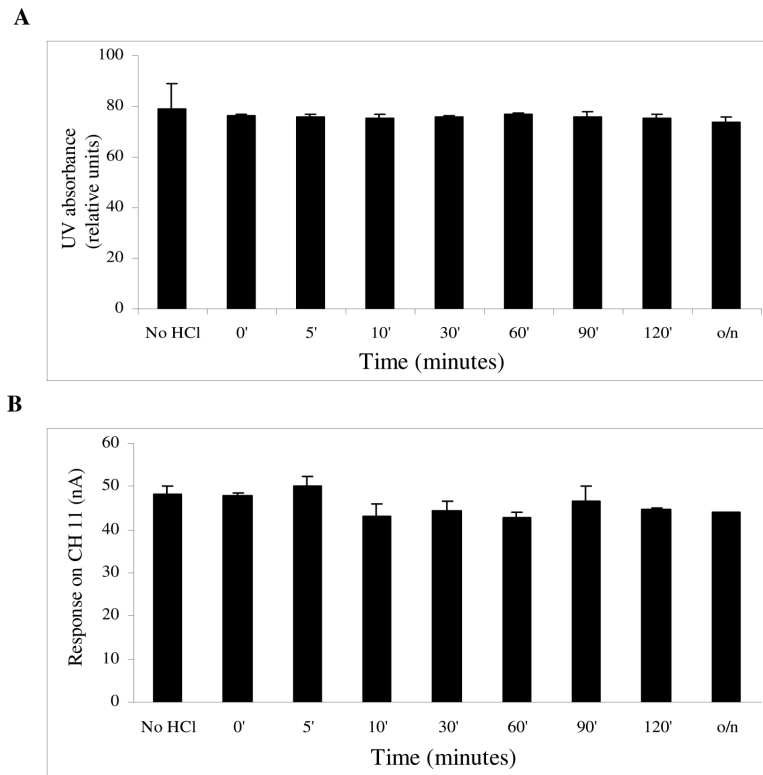 A
100
80
60
40
20
0
UV absorbance
(relative units)
No HCl 0' 5' 10' 30' 60' 90' 120' o/n
Time (minutes)
B
60
50
40
30
20
10
0
Response on CH 11 (nA)
No HCl 0' 5' 10' 30' 60' 90' 120' o/n
Time (minutes)